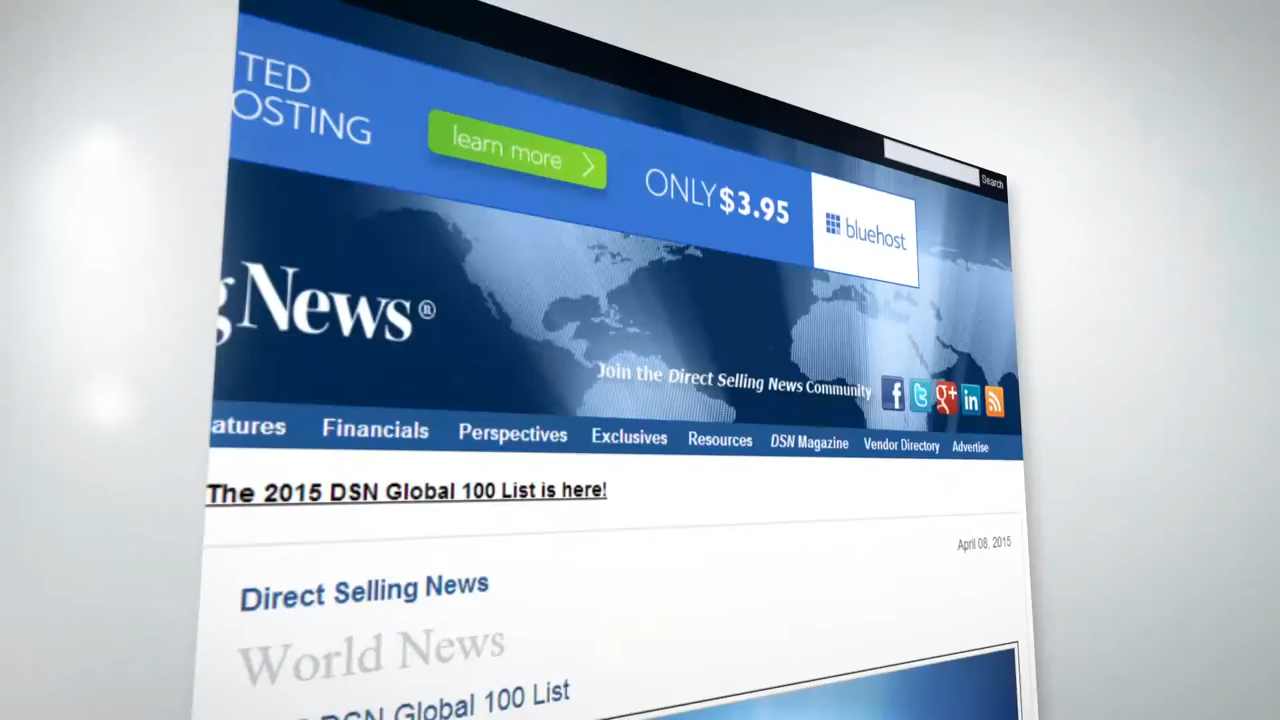 TED
OSTING
learn more
ONLY $3.95
bluehost
Search
g News®
Join the Direct Selling News Community
atures Financials Perspectives Exclusives Resources DSN Magazine Vendor Directory Advertise
The 2015 DSN Global 100 List is here!
April 08, 2015
Direct Selling News
World News
DSN Global 100 List